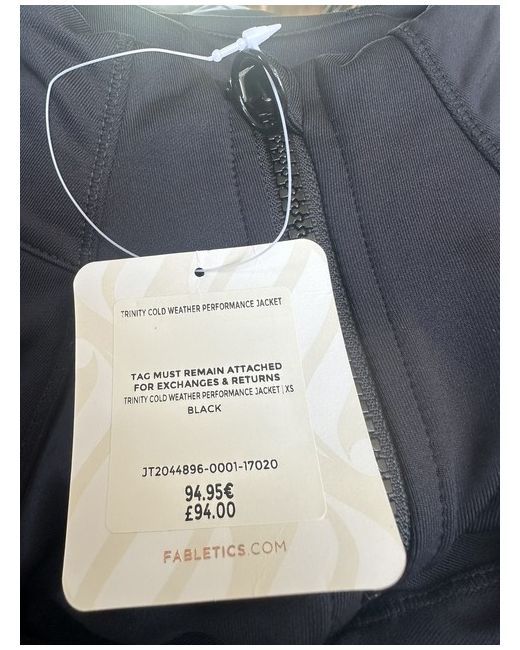 TRINITY COLD WEATHER PERFORMANCE JACKET
TAG MUST REMAIN ATTACHED
FOR EXCHANGES & RETURNS
TRINITY COLD WEATHER PERFORMANCE JACKET | XS
BLACK
JT2044896-0001-17020
94.95€
£94.00
FABLETICS.COM